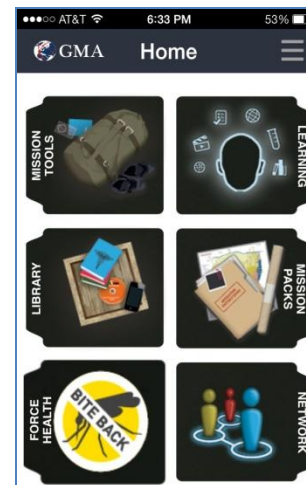 ●●●○○ AT&T 6:33 PM 53%
GMA Home
MISSION
TOOLS
LEARNING
LIBRARY
MISSION
PACKS
FORCE
HEALTH
BITE BACK
NETWORK